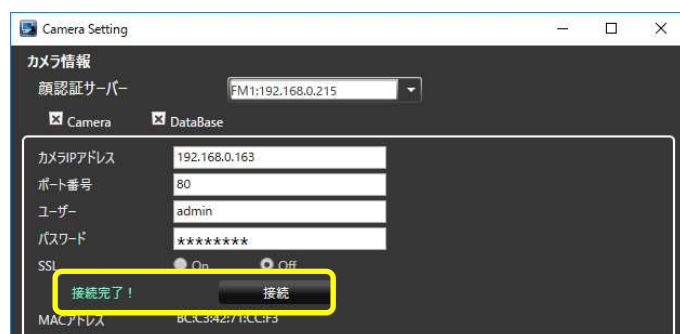 Camera Setting
カメラ情報
顔認証サーバー FM1:192.168.0.215
Camera DataBase
カメラIPアドレス 192.168.0.163
ポート番号 80
ユーザー admin
パスワード ********
SSL On Off
接続完了！ 接続
MACアドレス BC:C3:42:71:CC:F3